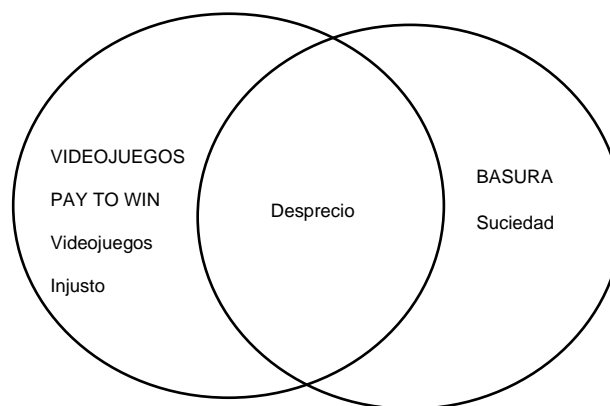 VIDEOJUEGOS
PAY TO WIN
Videojuegos
Injusto
Desprecio
BASURA
Suciedad